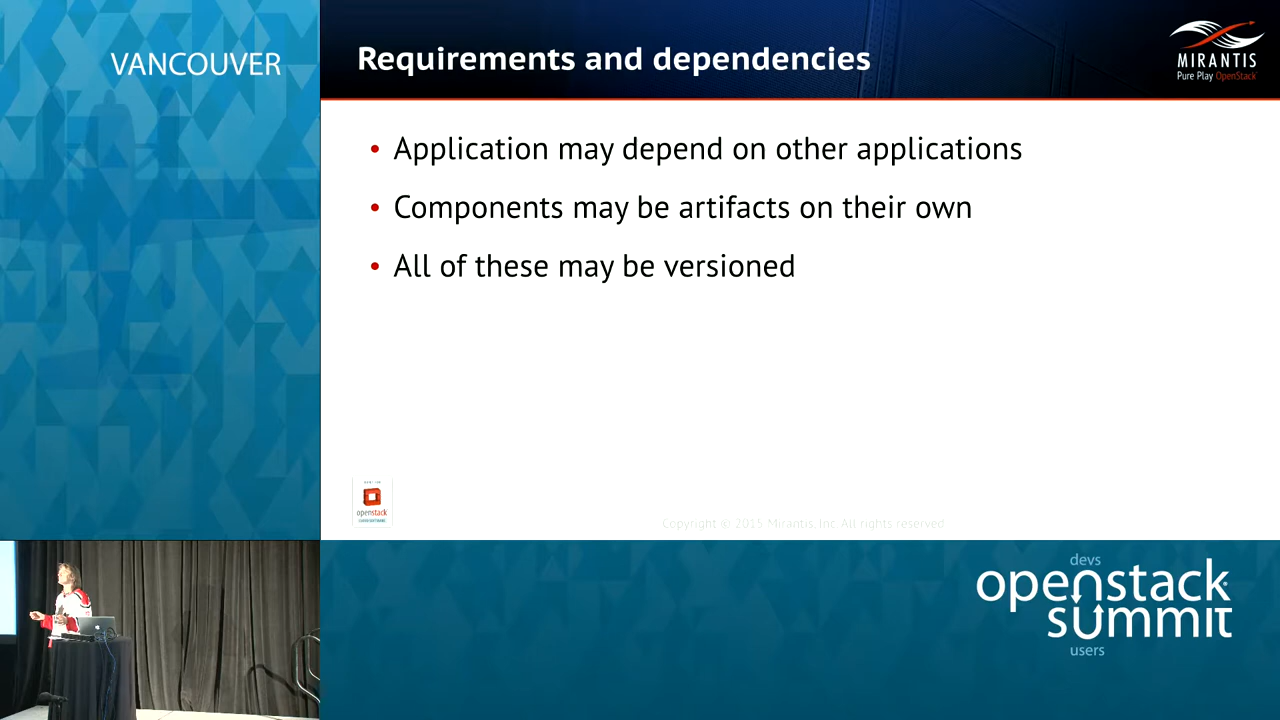 VANCOUVER
Requirements and dependencies
MIRANTIS
Pure Play OpenStack
• Application may depend on other applications
• Components may be artifacts on their own
• All of these may be versioned
openstack
Copyright © 2015 Mirantis, Inc. All rights reserved
devs
openstack
summit
users